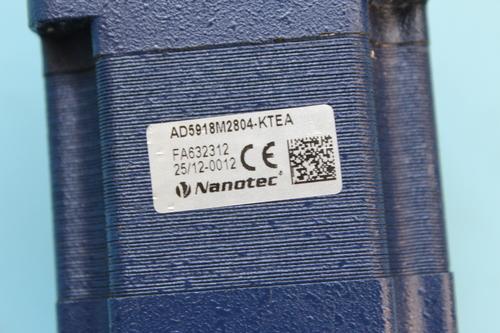 AD5918M2804-KTEA
FA632312
25/12-0012
CE
Nanotec®